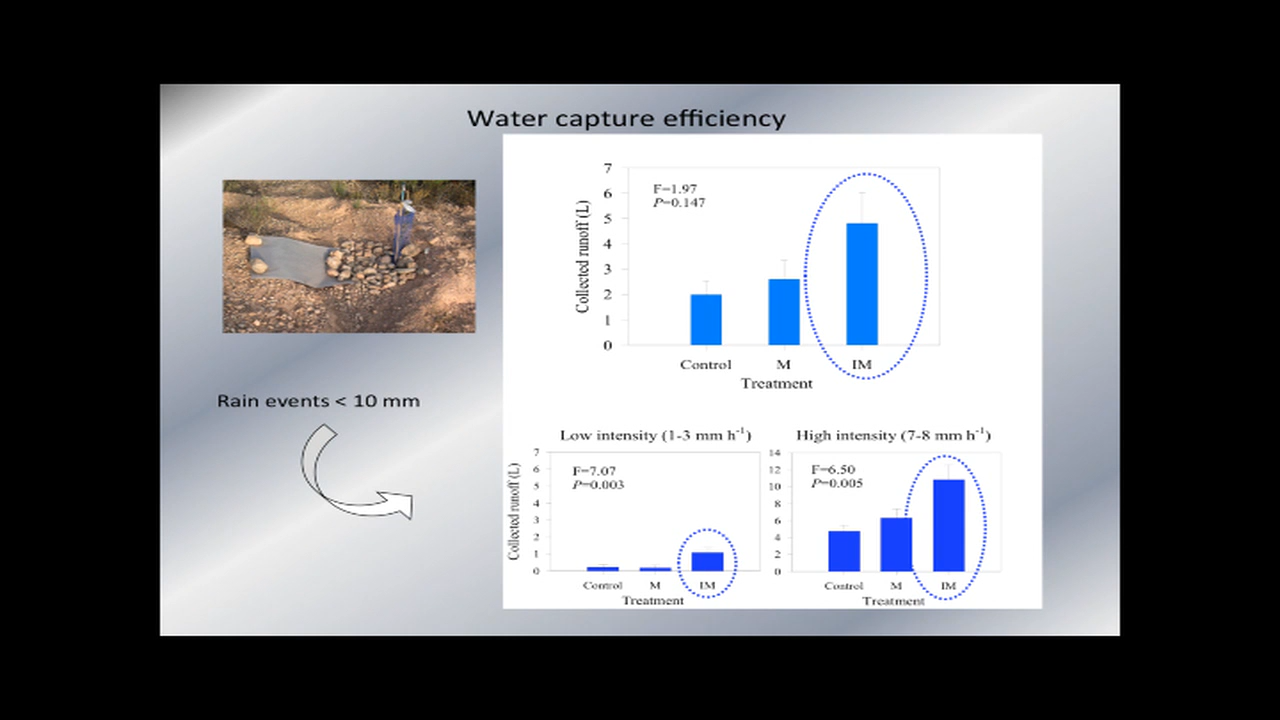 Water capture efficiency
Rain events < 10 mm
7
6
5
4
3
2
1
0
Collected runoff (L)
F=1.97
P=0.147
Control M IM
Treatment
Low intensity (1-3 mm h-1)
7
6
5
4
3
2
1
0
Collected runoff (L)
F=7.07
P=0.003
Control M IM
Treatment
High intensity (7-8 mm h-1)
14
12
10
8
6
4
2
0
F=6.50
P=0.005
Control M IM
Treatment